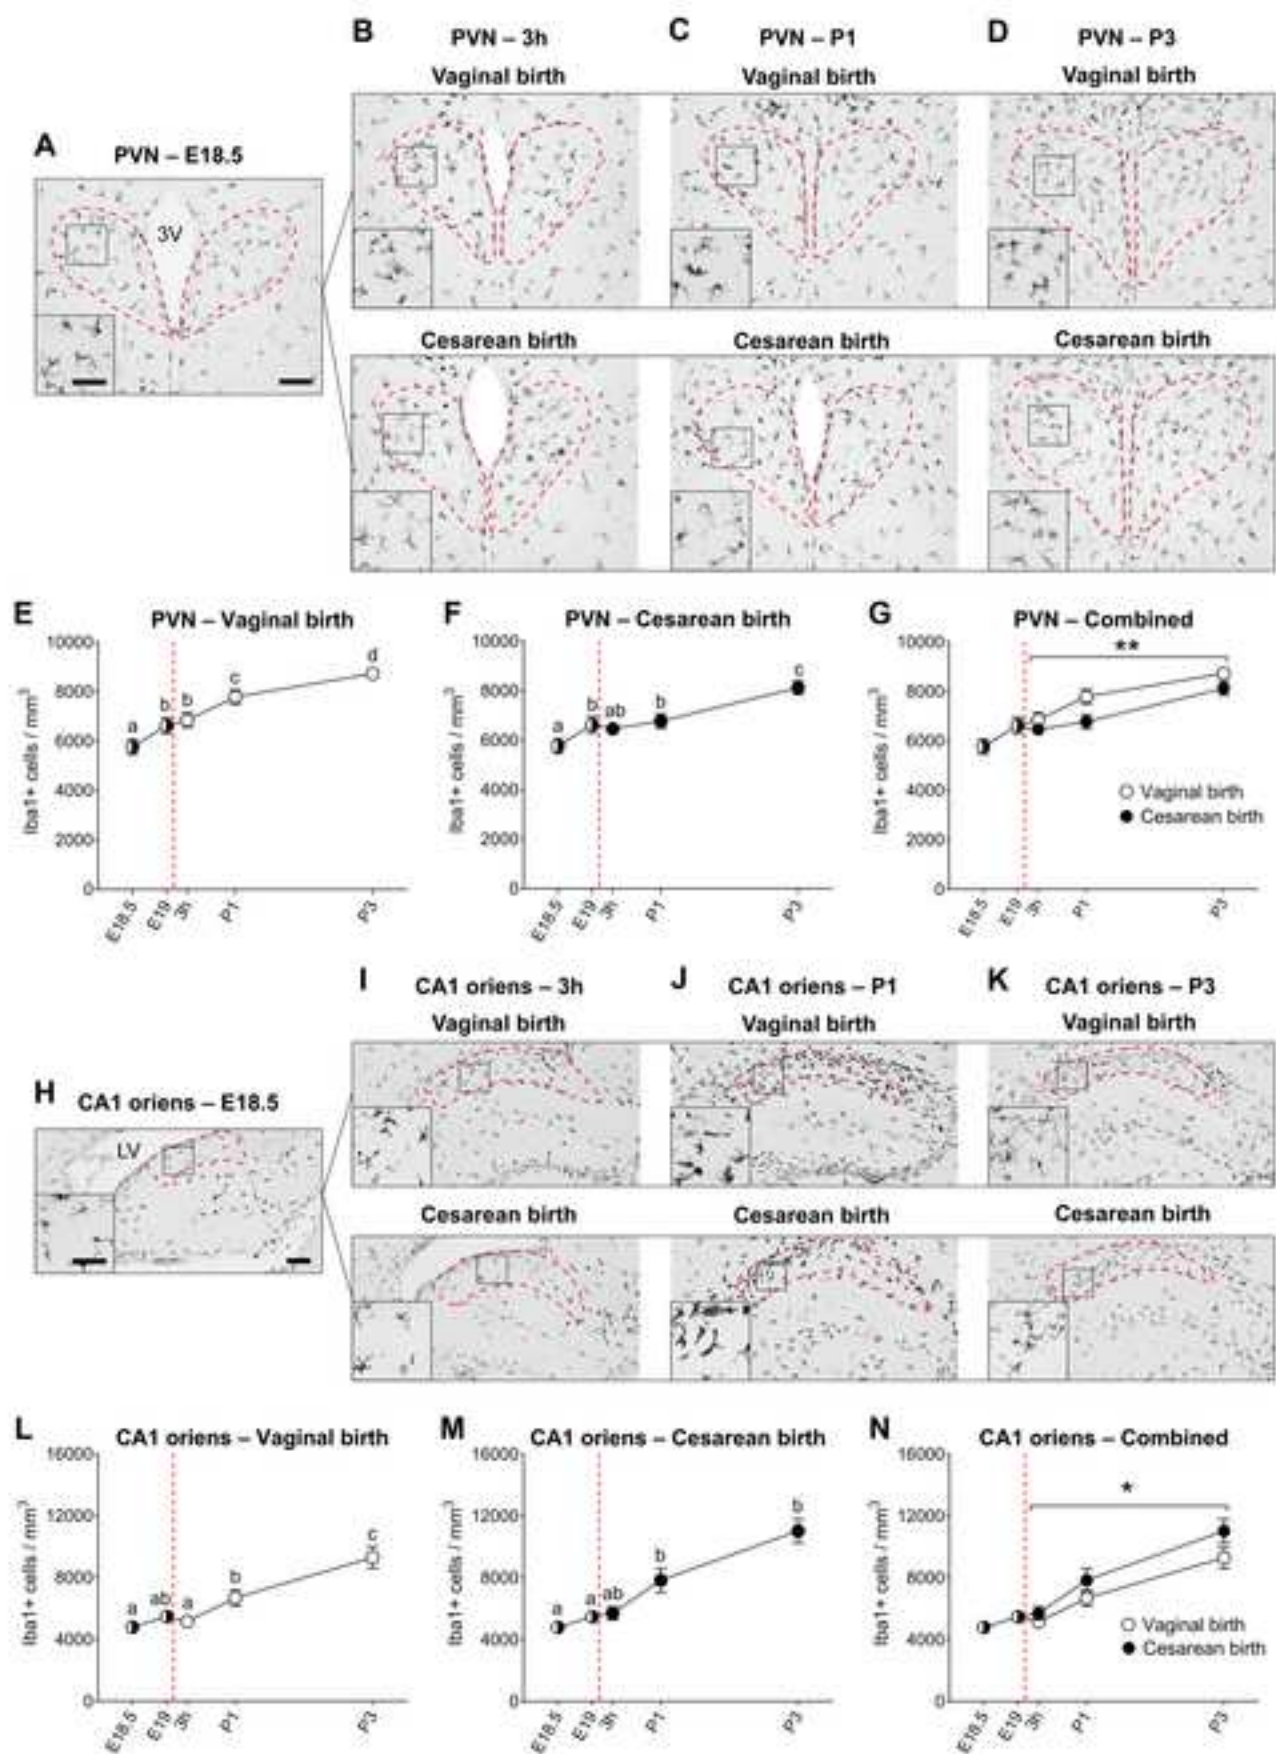 B PVN – 3h
Vaginal birth
C PVN – P1
Vaginal birth
D PVN – P3
Vaginal birth
A PVN – E18.5
3V
Cesarean birth
Cesarean birth
Cesarean birth
E PVN – Vaginal birth
Iba1+ cells / mm³
10000
8000
6000
4000
2000
0
a
b
b
c
d
E18.5
E19
3h
P1
P3
F PVN – Cesarean birth
Iba1+ cells / mm³
10000
8000
6000
4000
2000
0
a
b
ab
b
c
E18.5
E19
3h
P1
P3
G PVN – Combined
Iba1+ cells / mm³
10000
8000
6000
4000
2000
0
**
Vaginal birth
Cesarean birth
E18.5
E19
3h
P1
P3
I CA1 oriens – 3h
Vaginal birth
J CA1 oriens – P1
Vaginal birth
K CA1 oriens – P3
Vaginal birth
H CA1 oriens – E18.5
LV
Cesarean birth
Cesarean birth
Cesarean birth
L CA1 oriens – Vaginal birth
Iba1+ cells / mm³
16000
12000
8000
4000
0
a
ab
a
b
c
E18.5
E19
3h
P1
P3
M CA1 oriens – Cesarean birth
Iba1+ cells / mm³
16000
12000
8000
4000
0
a
a
ab
b
b
E18.5
E19
3h
P1
P3
N CA1 oriens – Combined
Iba1+ cells / mm³
16000
12000
8000
4000
0
*
Vaginal birth
Cesarean birth
E18.5
E19
3h
P1
P3